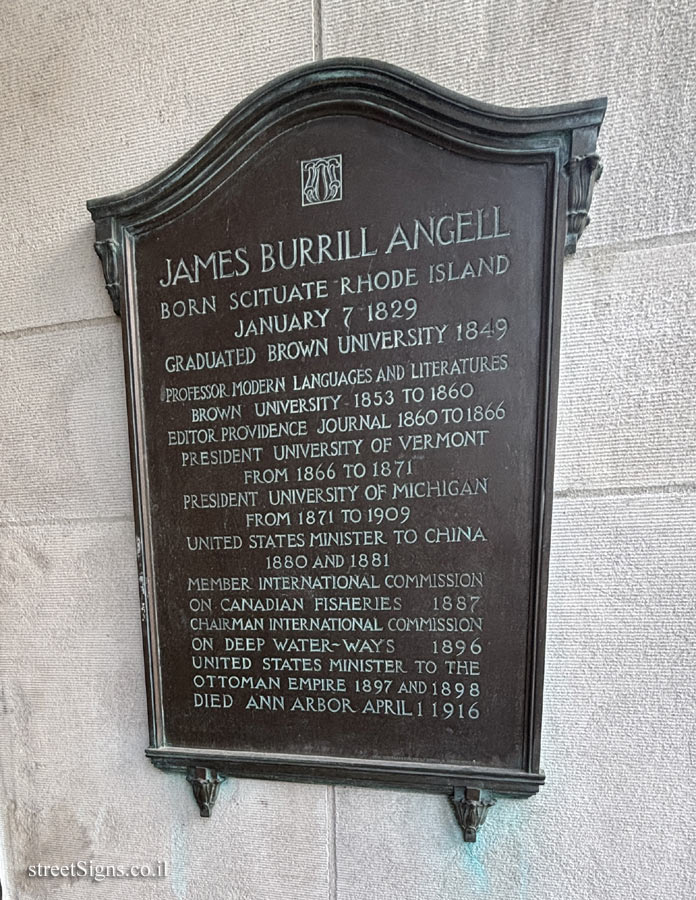 JAMES BURRILL ANGELL
BORN SCITUATE RHODE ISLAND
JANUARY 7 1829
GRADUATED BROWN UNIVERSITY 1849
PROFESSOR MODERN LANGUAGES AND LITERATURES
BROWN UNIVERSITY - 1853 TO 1860
EDITOR PROVIDENCE JOURNAL 1860 TO 1866
PRESIDENT UNIVERSITY OF VERMONT
FROM 1866 TO 1871
PRESIDENT UNIVERSITY OF MICHIGAN
FROM 1871 TO 1909
UNITED STATES MINISTER TO CHINA
1880 AND 1881
MEMBER INTERNATIONAL COMMISSION
ON CANADIAN FISHERIES 1887
CHAIRMAN INTERNATIONAL COMMISSION
ON DEEP WATER-WAYS 1896
UNITED STATES MINISTER TO THE
OTTOMAN EMPIRE 1897 AND 1898
DIED ANN ARBOR APRIL 1 1916
streetSigns.co.il